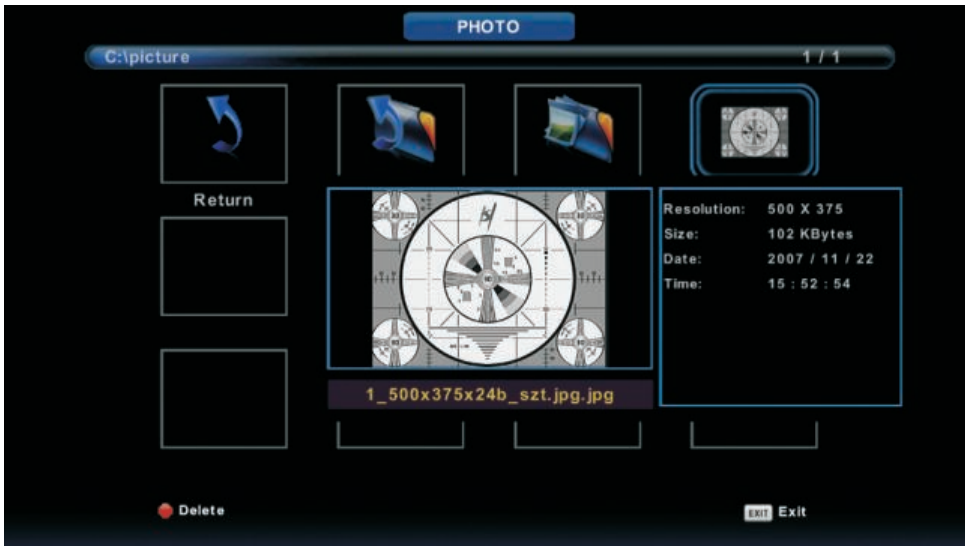 PHOTO
C:\picture
1 / 1
Return
Resolution: 500 X 375
Size: 102 KBytes
Date: 2007 / 11 / 22
Time: 15 : 52 : 54
1_500x375x24b_szt.jpg.jpg
Delete
EXIT Exit